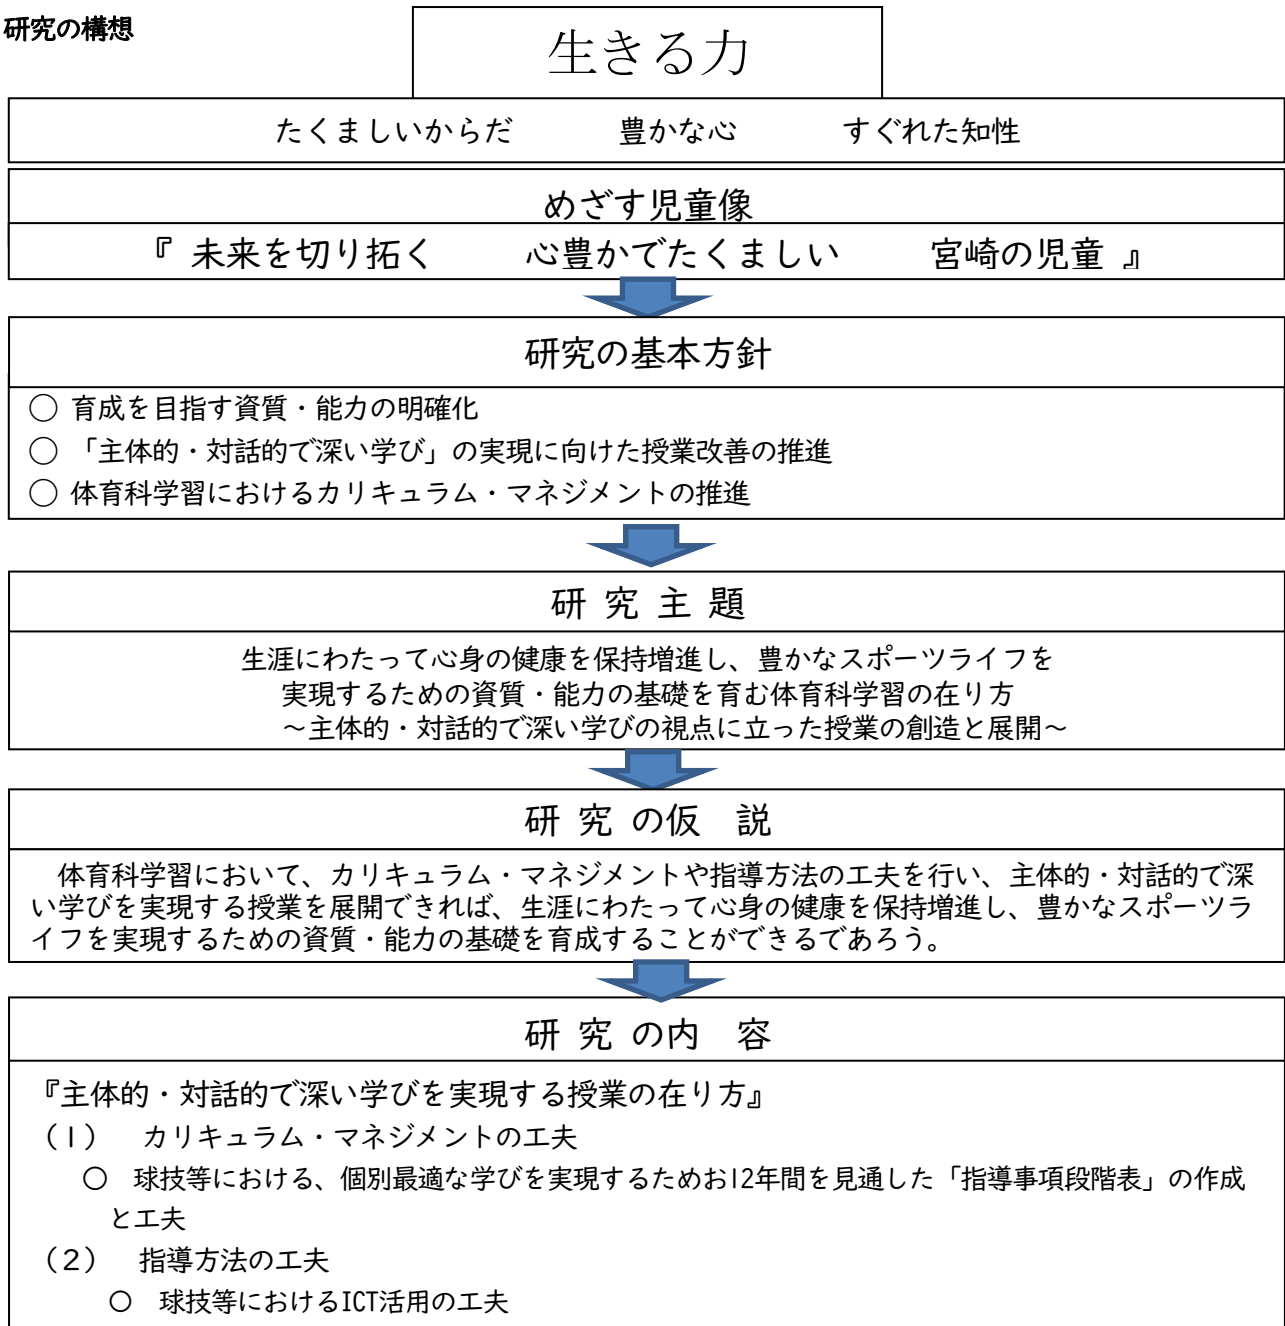 研究の構想
生きる力
たくましいからだ　　　豊かな心　　　すぐれた知性
めざす児童像
『 未来を切り拓く　　心豊かでたくましい　　宮崎の児童 』
研究の基本方針
○ 育成を目指す資質・能力の明確化
○ 「主体的・対話的で深い学び」の実現に向けた授業改善の推進
○ 体育科学習におけるカリキュラム・マネジメントの推進
研 究 主 題
生涯にわたって心身の健康を保持増進し、豊かなスポーツライフを
実現するための資質・能力の基礎を育む体育科学習の在り方
～主体的・対話的で深い学びの視点に立った授業の創造と展開～
研 究 の仮　説
体育科学習において、カリキュラム・マネジメントや指導方法の工夫を行い、主体的・対話的で深
い学びを実現する授業を展開できれば、生涯にわたって心身の健康を保持増進し、豊かなスポーツラ
イフを実現するための資質・能力の基礎を育成することができるであろう。
研 究 の内　容
『主体的・対話的で深い学びを実現する授業の在り方』
（1）　カリキュラム・マネジメントの工夫
○　球技等における、個別最適な学びを実現するためお12年間を見通した「指導事項段階表」の作成
と工夫
（2）　指導方法の工夫
○　球技等におけるICT活用の工夫